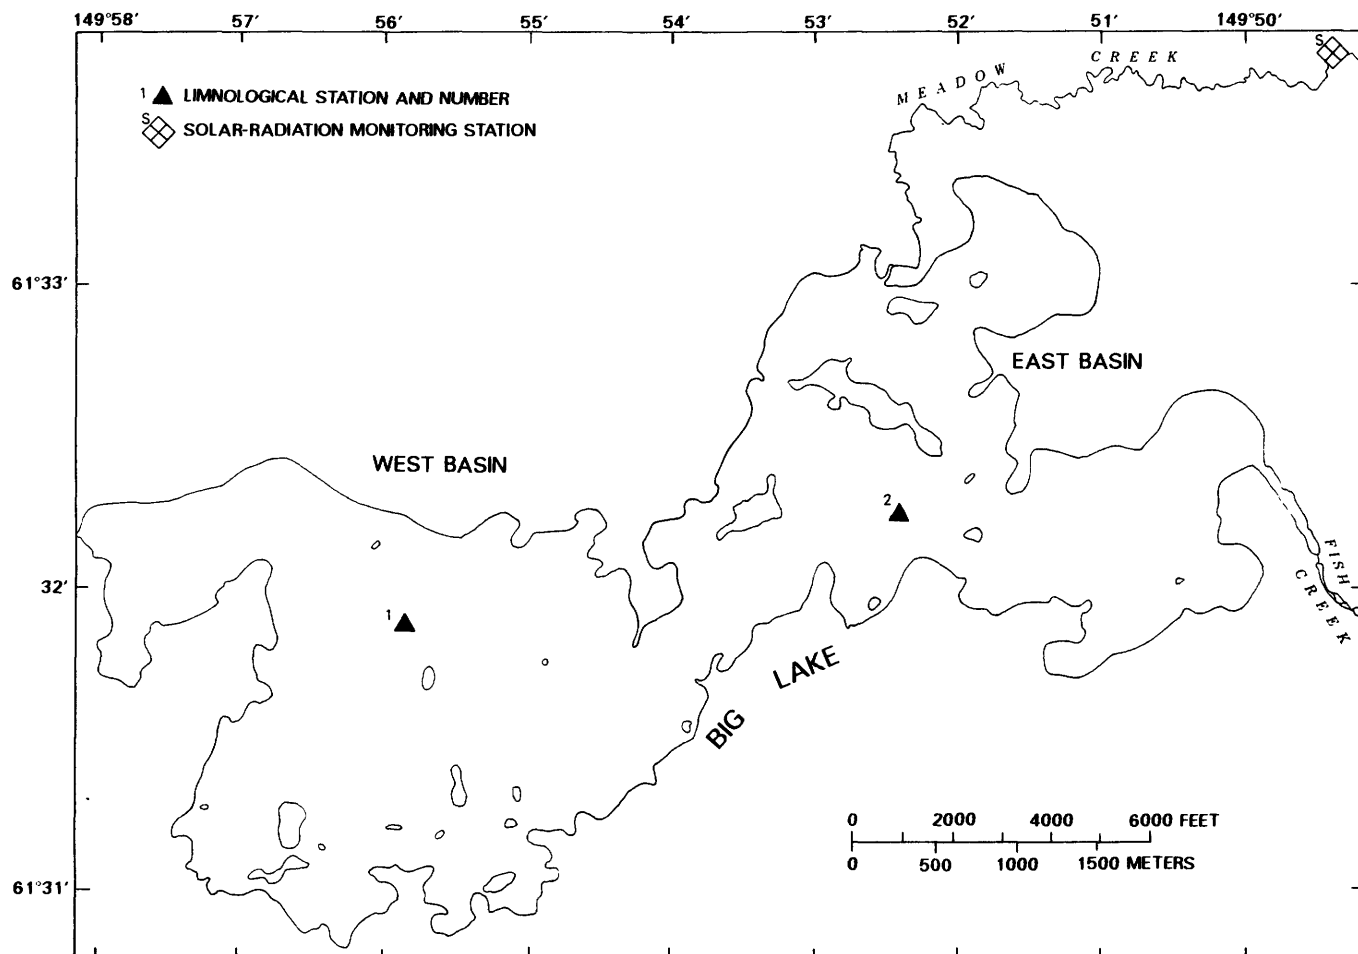 149°58′ 57′ 56′ 55′ 54′ 53′ 52′ 51′ 149°50′
S
MEADOW CREEK
1 LIMNOLOGICAL STATION AND NUMBER
S
SOLAR-RADIATION MONITORING STATION
61°33′
EAST BASIN
WEST BASIN
2
FISH CREEK
32′
1
BIG LAKE
0 2000 4000 6000 FEET
0 500 1000 1500 METERS
61°31′